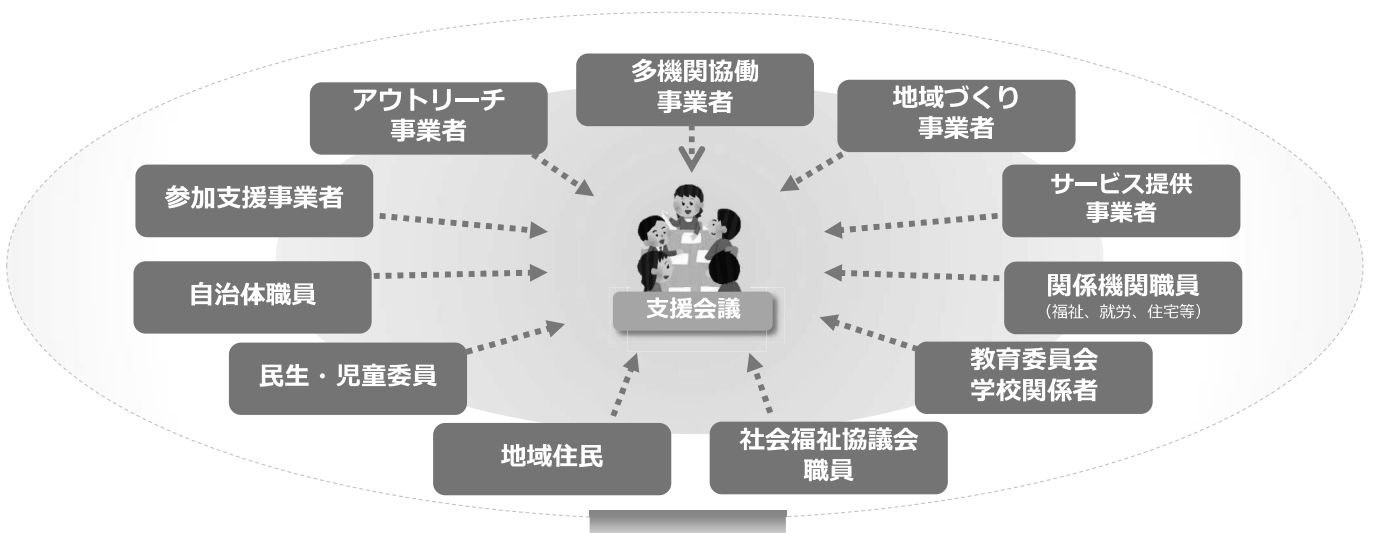 多機関協働
事業者
アウトリーチ
事業者
地域づくり
事業者
参加支援事業者
サービス提供
事業者
自治体職員
関係機関職員
（福祉、就労、住宅等）
支援会議
民生・児童委員
教育委員会
学校関係者
地域住民
社会福祉協議会
職員